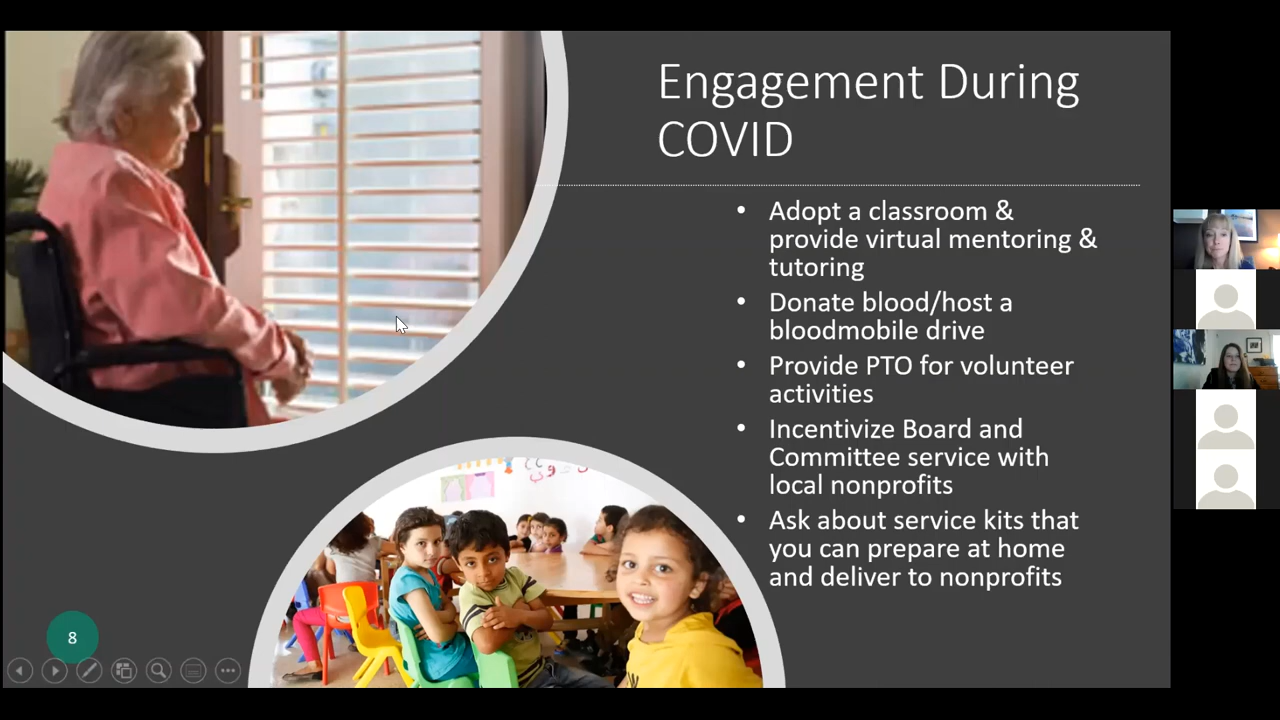 Engagement During
COVID
• Adopt a classroom &
provide virtual mentoring &
tutoring
• Donate blood/host a
bloodmobile drive
• Provide PTO for volunteer
activities
• Incentivize Board and
Committee service with
local nonprofits
• Ask about service kits that
you can prepare at home
and deliver to nonprofits
8